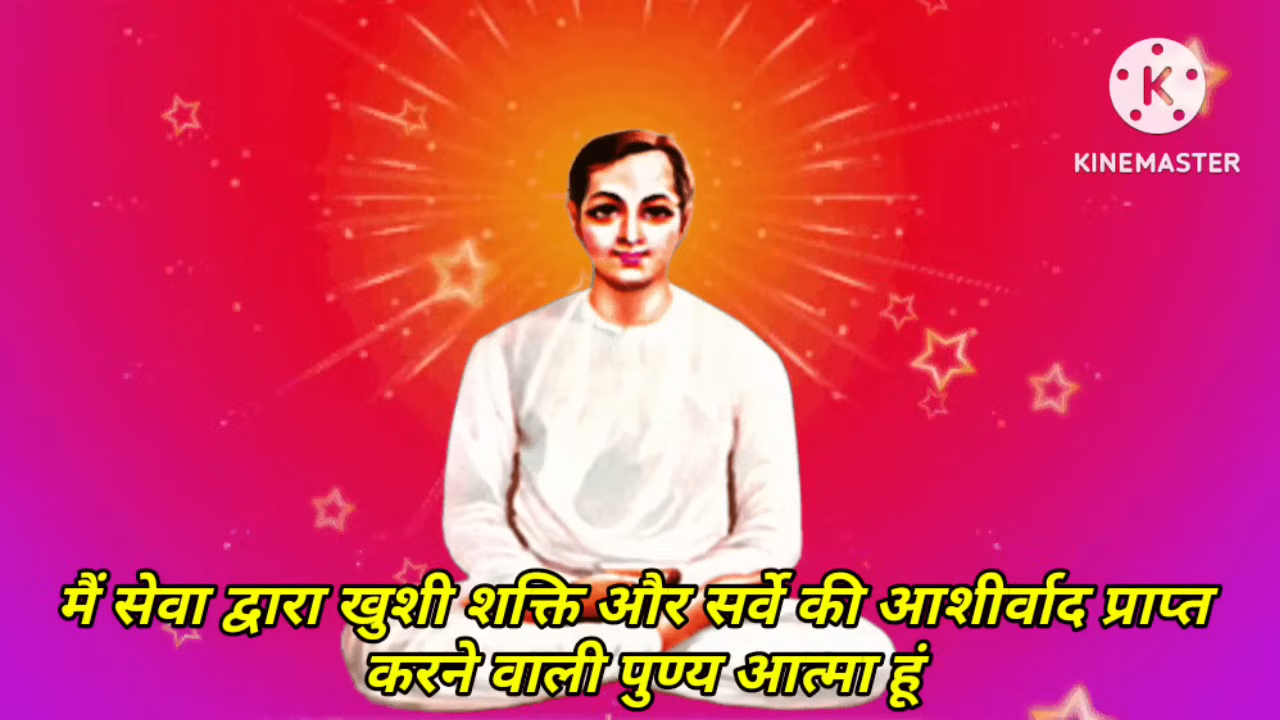 KINEMASTER
मैं सेवा द्वारा खुशी शक्ति और सर्वे की आशीर्वाद प्राप्त
करने वाली पुण्य आत्मा हूं